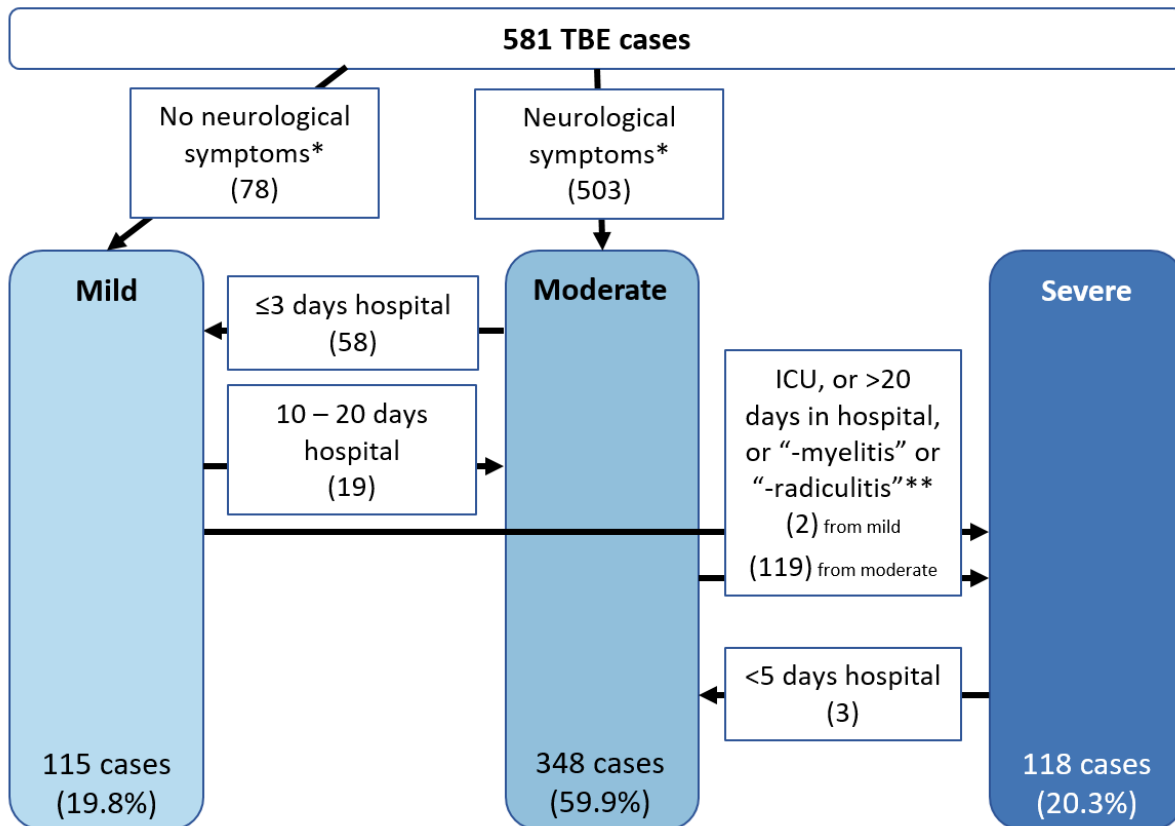 581 TBE cases
No neurological
symptoms*
(78)
Neurological
symptoms*
(503)
Mild
Moderate
Severe
≤3 days hospital
(58)
10 – 20 days
hospital
(19)
ICU, or >20
days in hospital,
or “-myelitis” or
“-radiculitis”**
(2) from mild
(119) from moderate
<5 days hospital
(3)
115 cases
(19.8%)
348 cases
(59.9%)
118 cases
(20.3%)